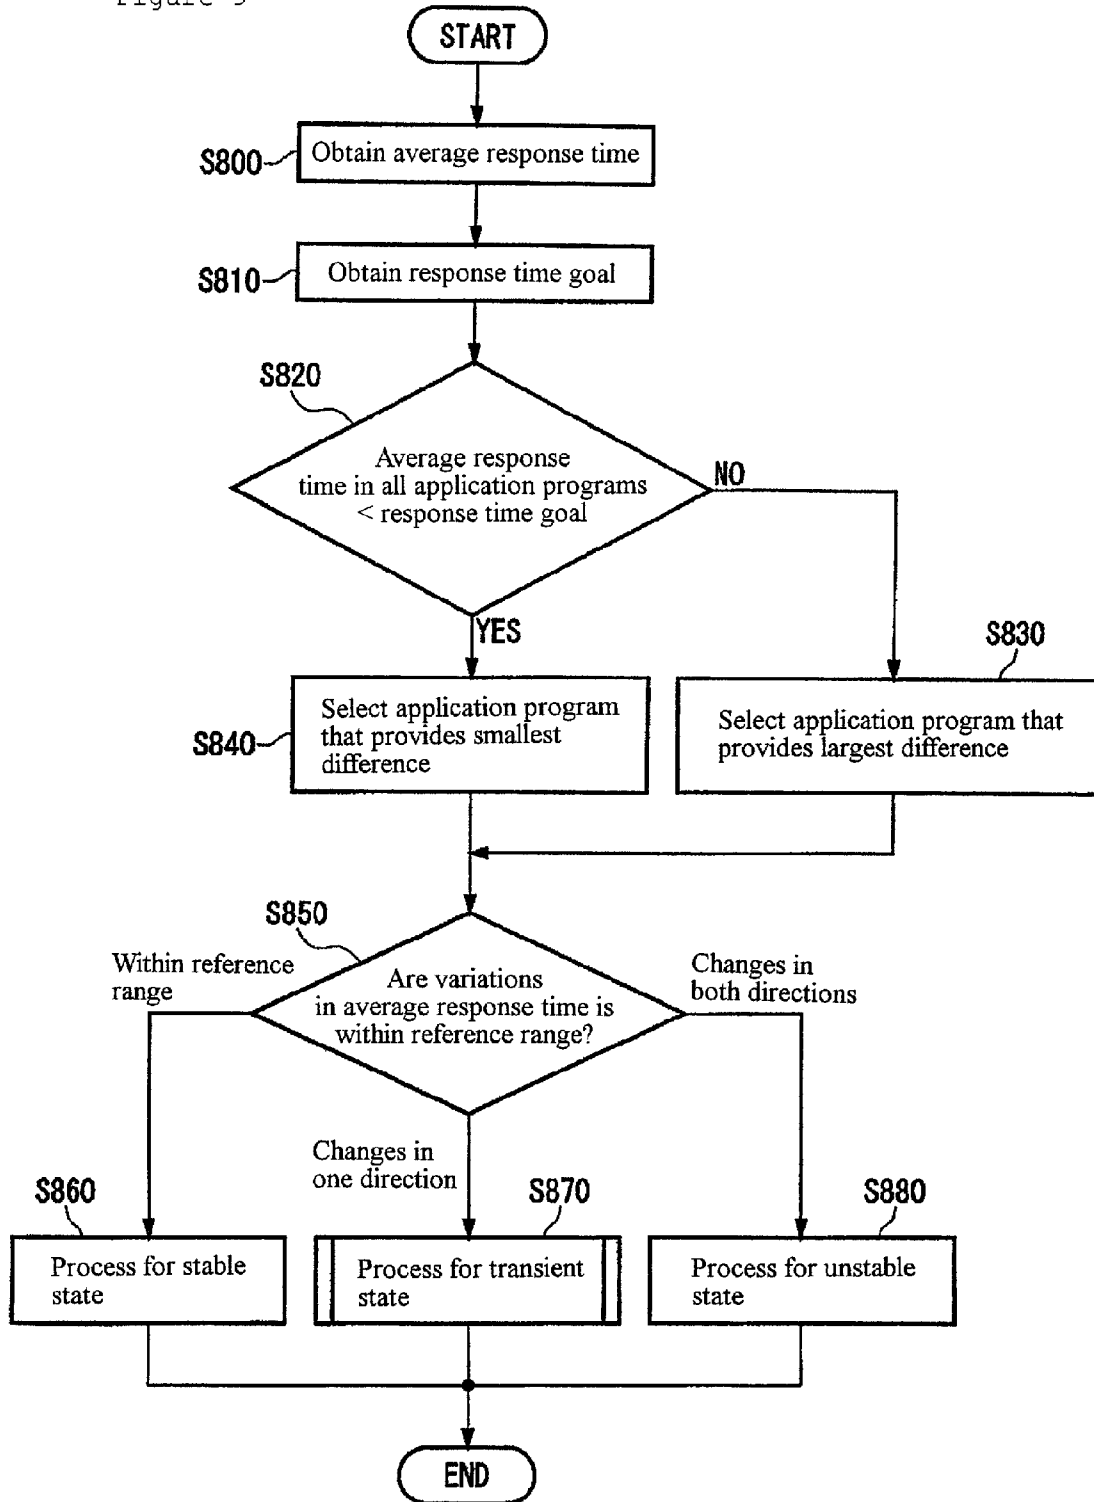 START
S800
Obtain average response time
S810
Obtain response time goal
S820
Average response
time in all application programs
< response time goal
NO
YES
S830
S840
Select application program
that provides smallest
difference
Select application program that
provides largest difference
S850
Within reference
range
Are variations
in average response time is
within reference range?
Changes in
both directions
Changes in
one direction
S860
S870
S880
Process for stable
state
Process for transient
state
Process for unstable
state
END